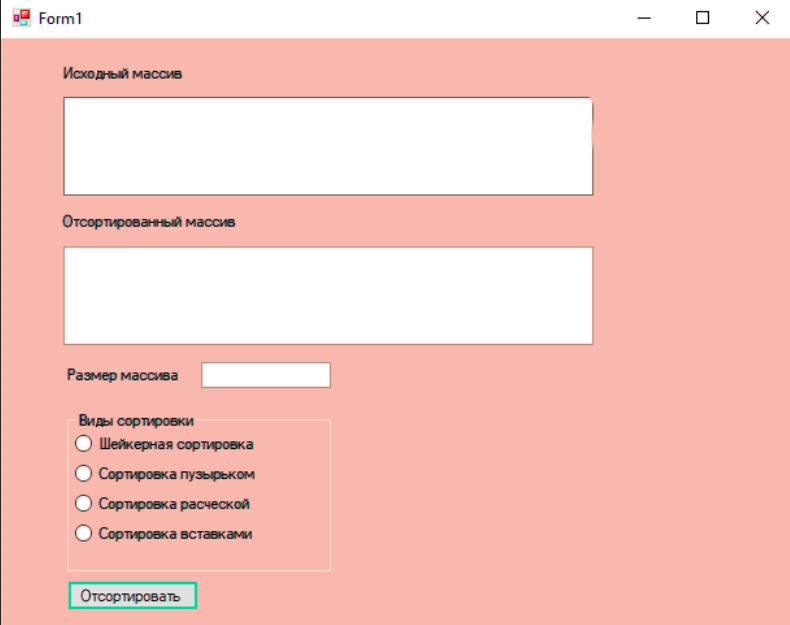 Form1
Исходный массив
Отсортированный массив
Размер массива
Виды сортировки
Шейкерная сортировка
Сортировка пузырьком
Сортировка расческой
Сортировка вставками
Отсортировать